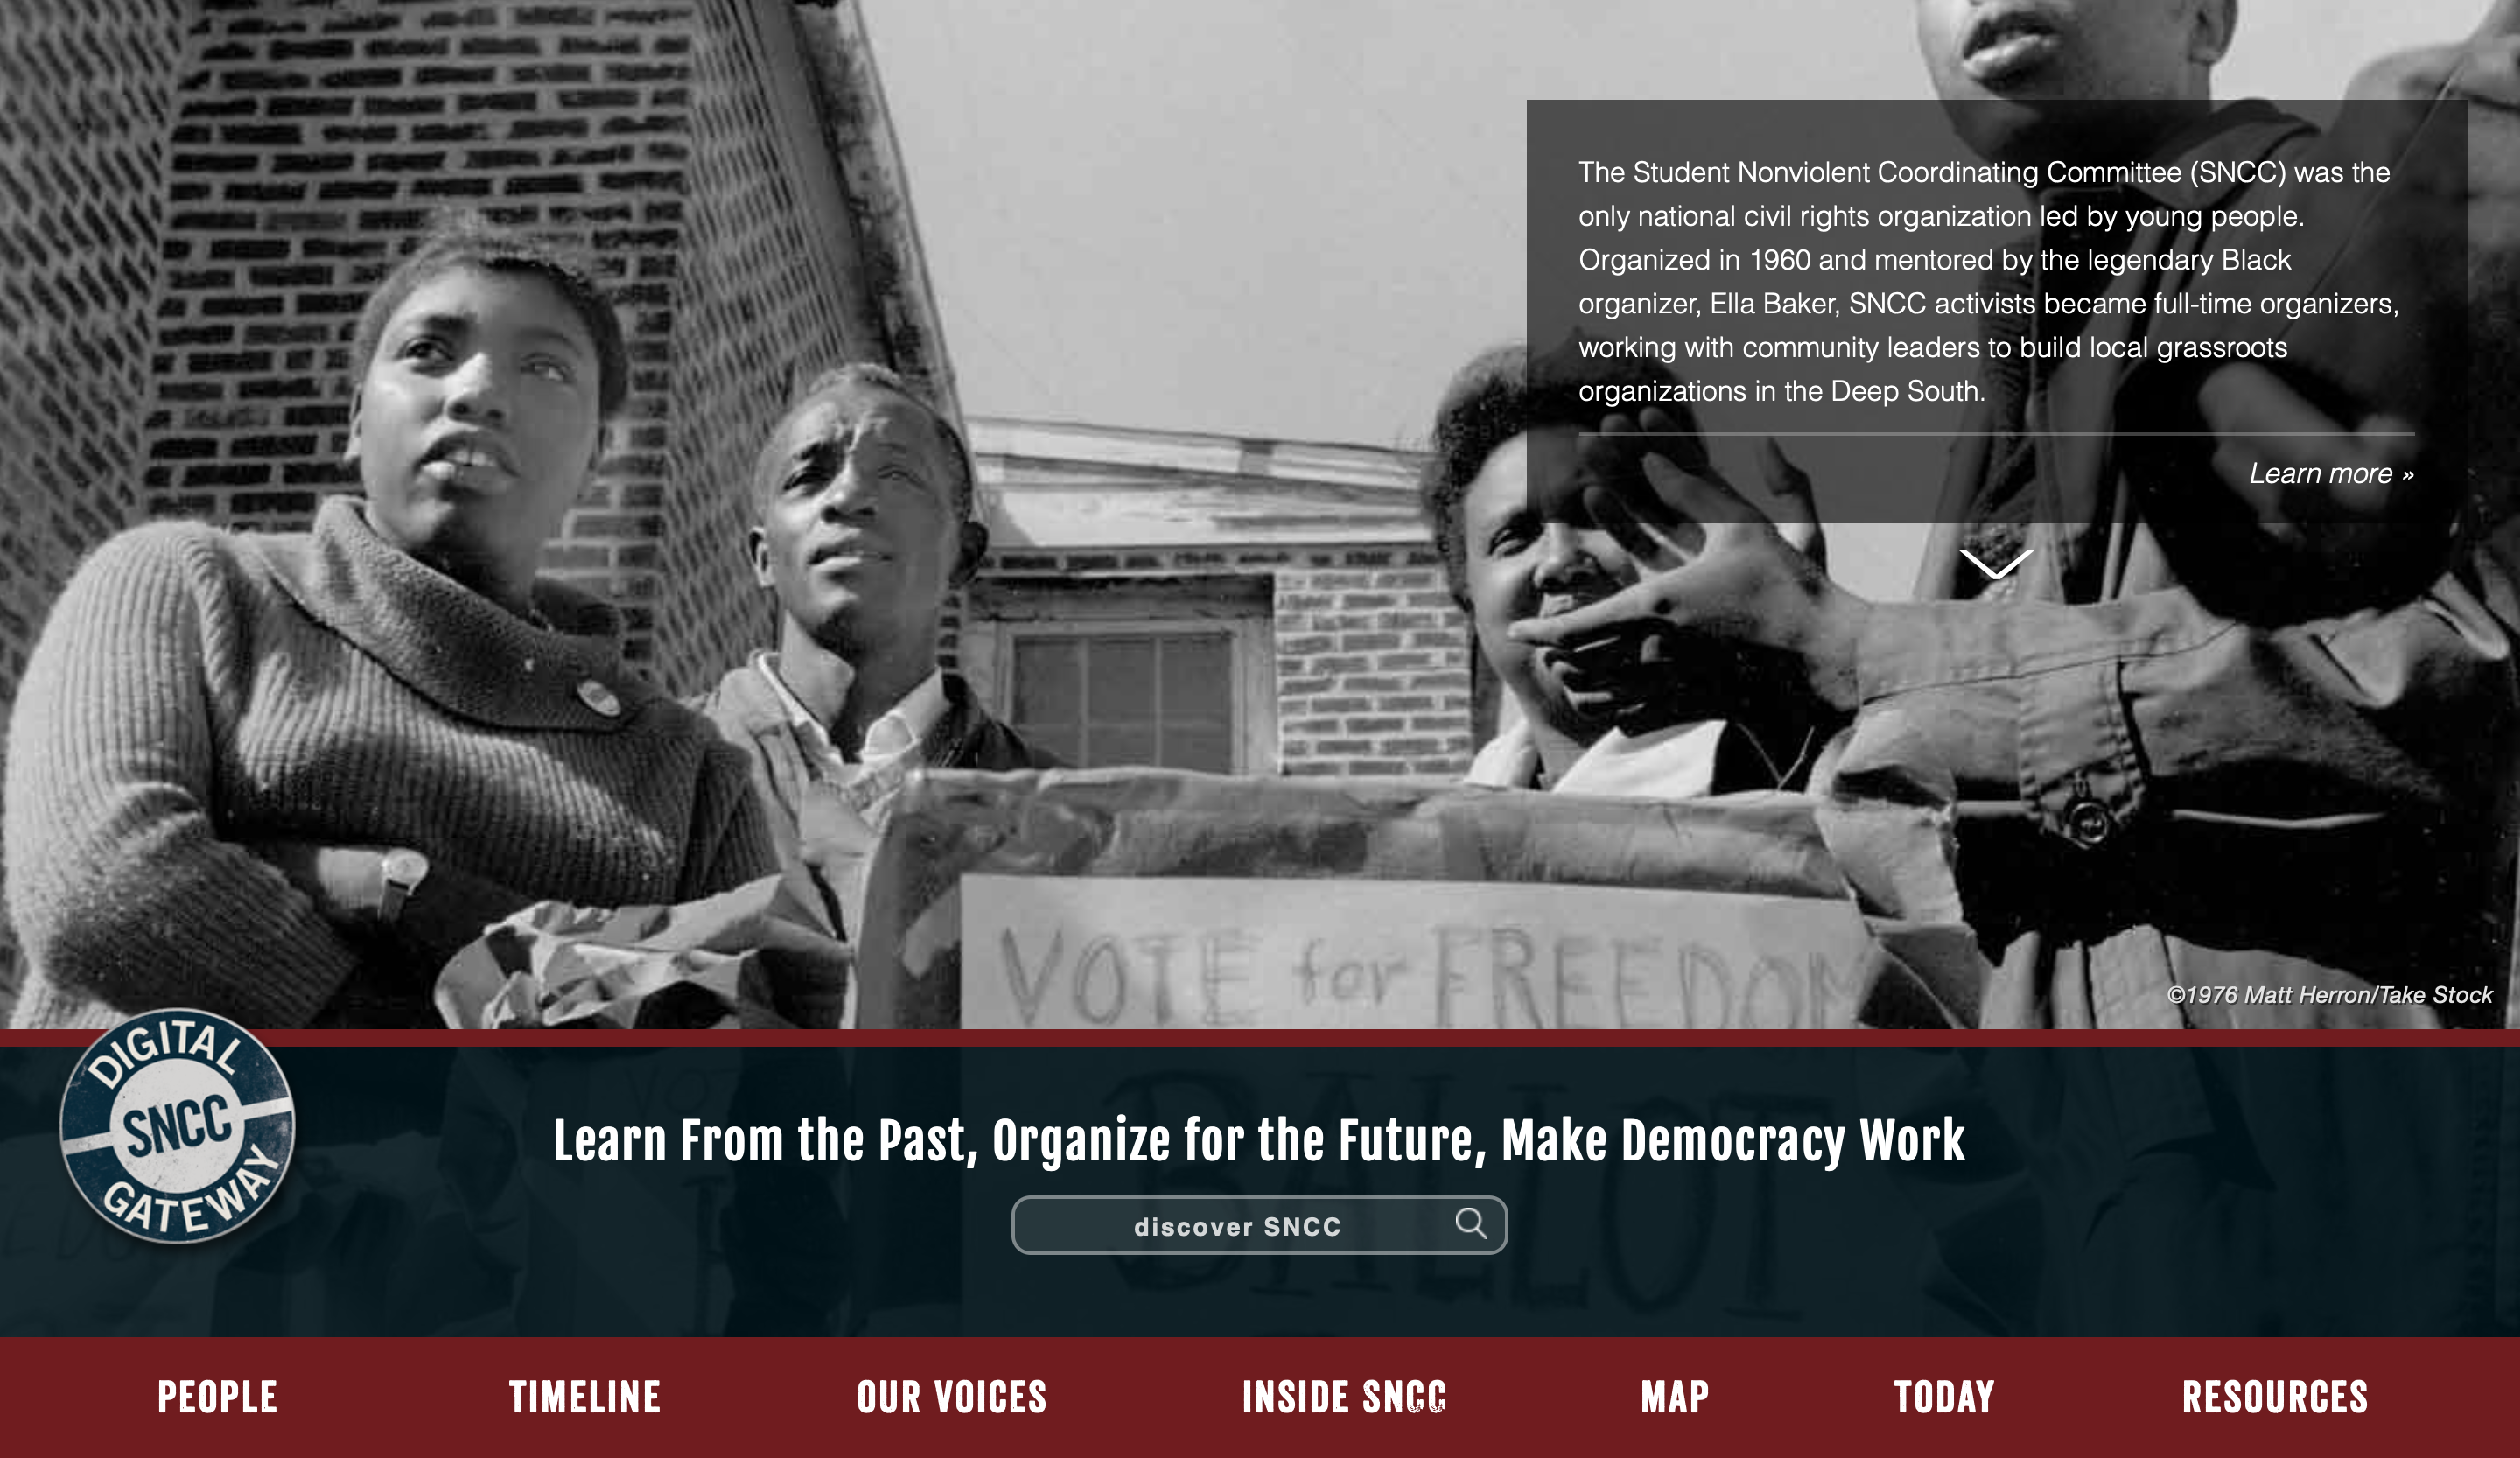 The Student Nonviolent Coordinating Committee (SNCC) was the
only national civil rights organization led by young people.
Organized in 1960 and mentored by the legendary Black
organizer, Ella Baker, SNCC activists became full-time organizers,
working with community leaders to build local grassroots
organizations in the Deep South.
Learn more »
VOTE for FREEDOM
©1976 Matt Herron/Take Stock
DIGITAL
SNCC
GATEWAY
BALLOT
Learn From the Past, Organize for the Future, Make Democracy Work
discover SNCC
PEOPLE
TIMELINE
OUR VOICES
INSIDE SNCC
MAP
TODAY
RESOURCES